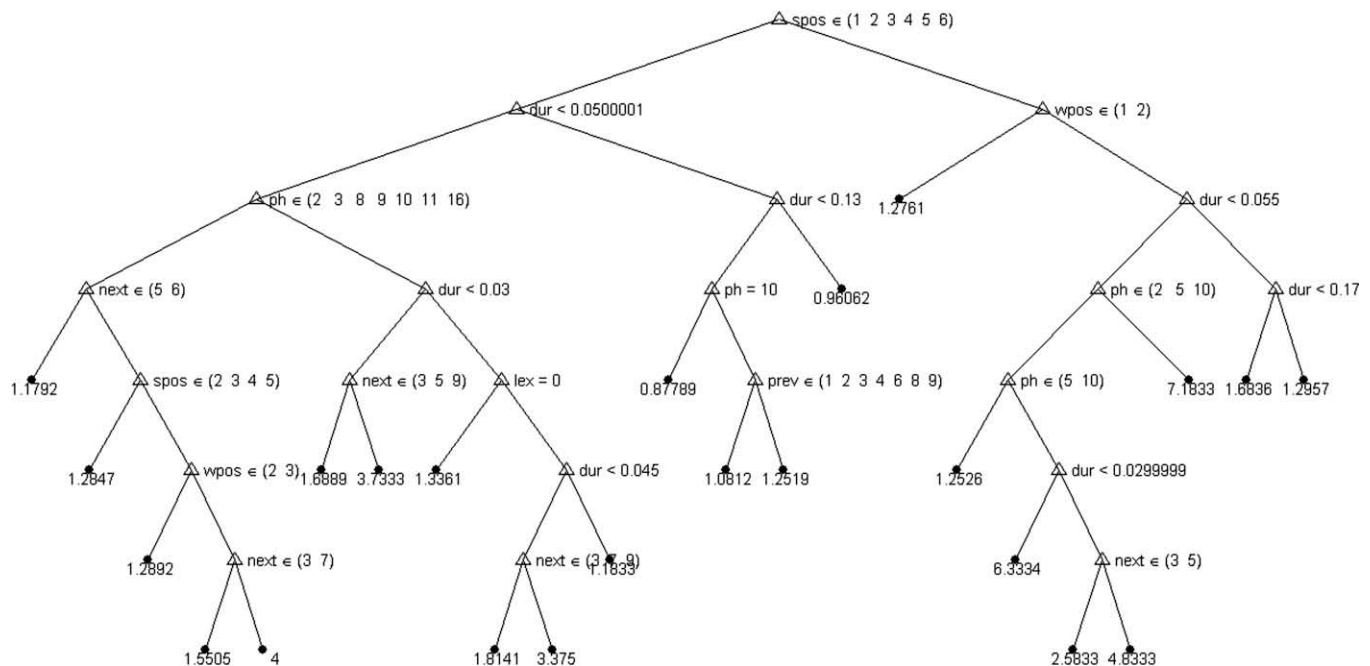 spos ∈ (1 2 3 4 5 6)
dur < 0.0500001
wpos ∈ (1 2)
ph ∈ (2 3 8 9 10 11 16)
dur < 0.13
1.2761
dur < 0.055
next ∈ (5 6)
dur < 0.03
ph = 10
0.96062
ph ∈ (2 5 10)
dur < 0.17
1.1792
spos ∈ (2 3 4 5)
next ∈ (3 5 9)
lex = 0
0.87789
prev ∈ (1 2 3 4 6 8 9)
ph ∈ (5 10)
7.1833
1.6836
1.2957
1.2847
wpos ∈ (2 3)
1.6889
3.7333
1.3361
dur < 0.045
1.0812
1.2519
1.2526
dur < 0.0299999
1.2892
next ∈ (3 7)
next ∈ (3 7 9)
1.1833
6.3334
next ∈ (3 5)
1.5505
4
1.8141
3.375
2.5833
4.8333